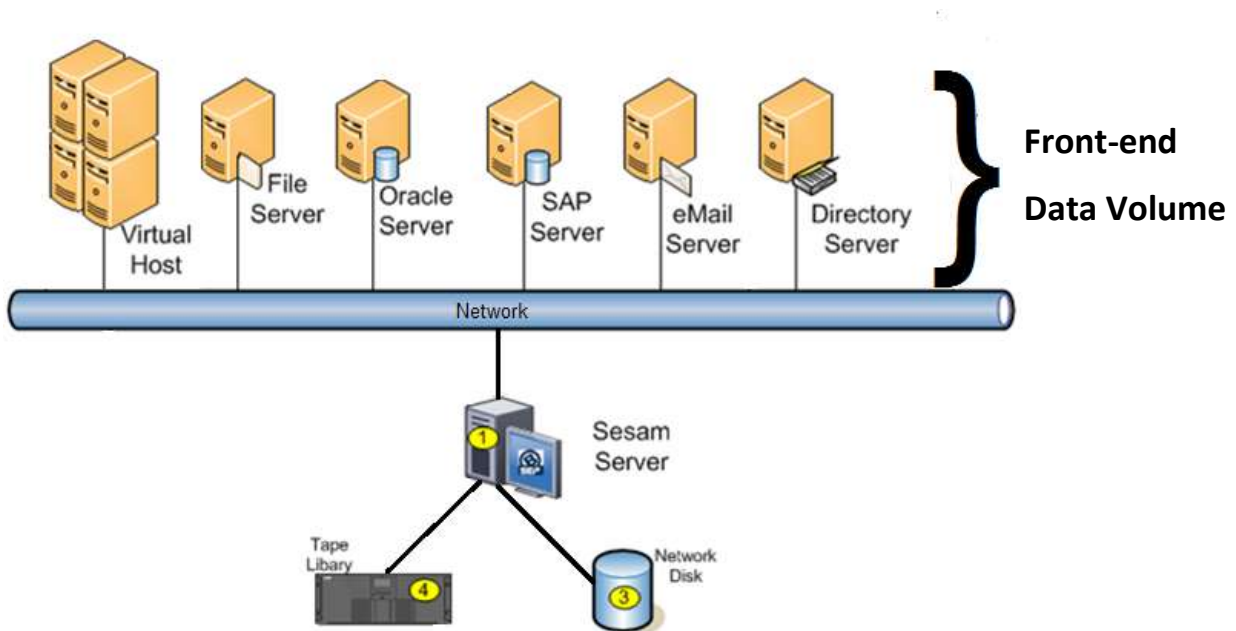 Virtual
Host
File
Server
Oracle
Server
SAP
Server
eMail
Server
Directory
Server
Front-end
Data Volume
Network
1
Sesam
Server
SEP
Tape
Libary
4
Network
Disk
3